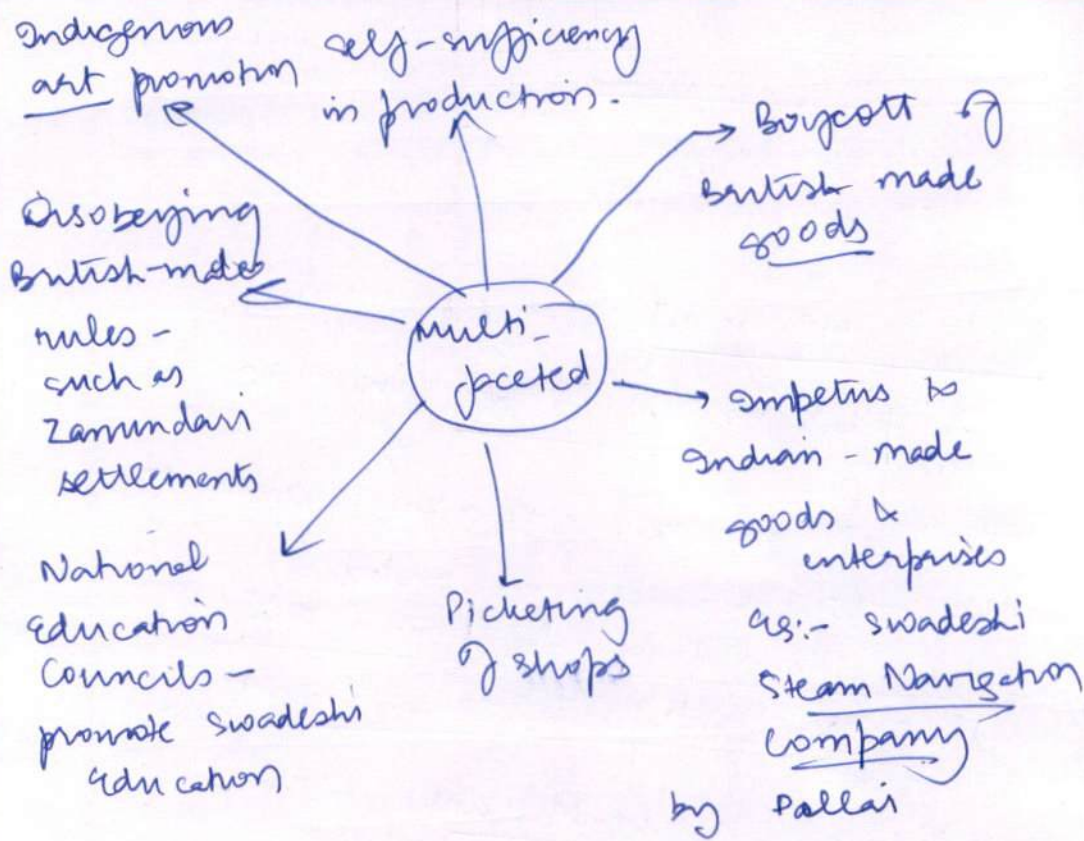 Indigenous
art promotion
self-sufficiency
in production.
Boycott of
British made
goods
Disobeying
British-made
rules -
such as
Zamindari
settlements
multi-
faceted
Impetus to
Indian - made
goods &
enterprises
eg:- swadeshi
Steam Navigation
Company
by Pallai
National
Education
Councils -
promote swadeshi
education
Picketing
of shops